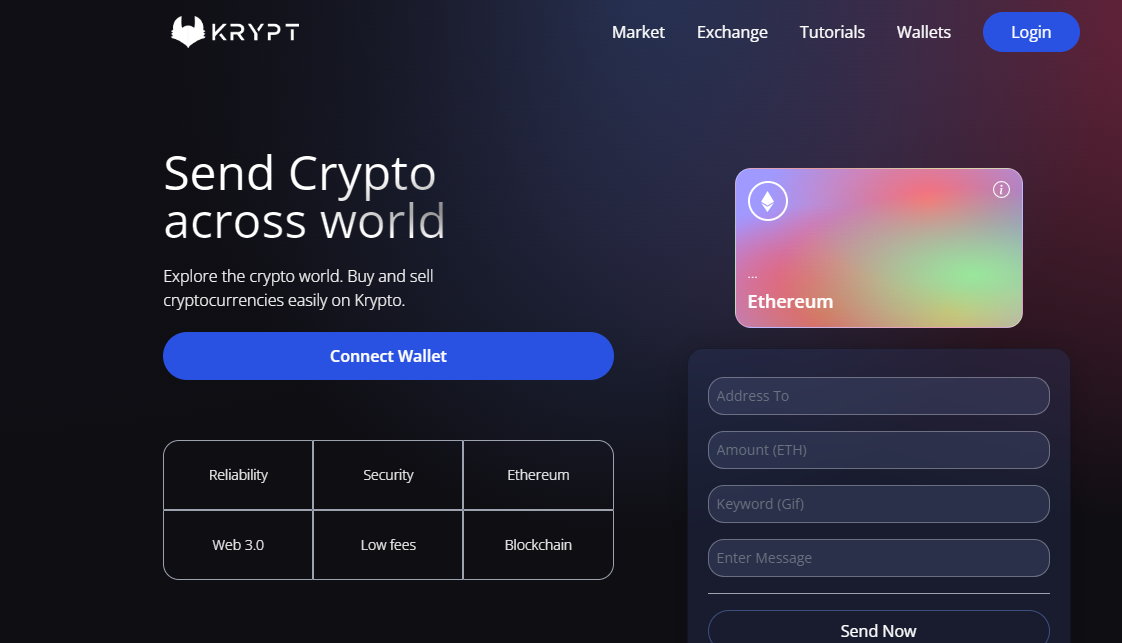 KRYPT
Market
Exchange
Tutorials
Wallets
Login
Send Crypto
across world
Explore the crypto world. Buy and sell
cryptocurrencies easily on Krypto.
Connect Wallet
Reliability
Security
Ethereum
Web 3.0
Low fees
Blockchain
i
...
Ethereum
Address To
Amount (ETH)
Keyword (Gif)
Enter Message
Send Now